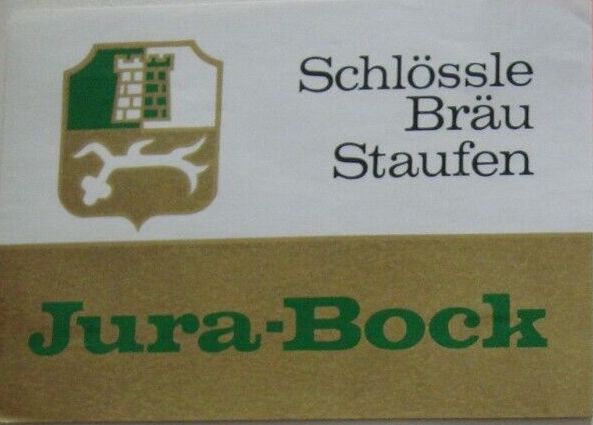 Schlössle
Bräu
Staufen
Jura-Bock